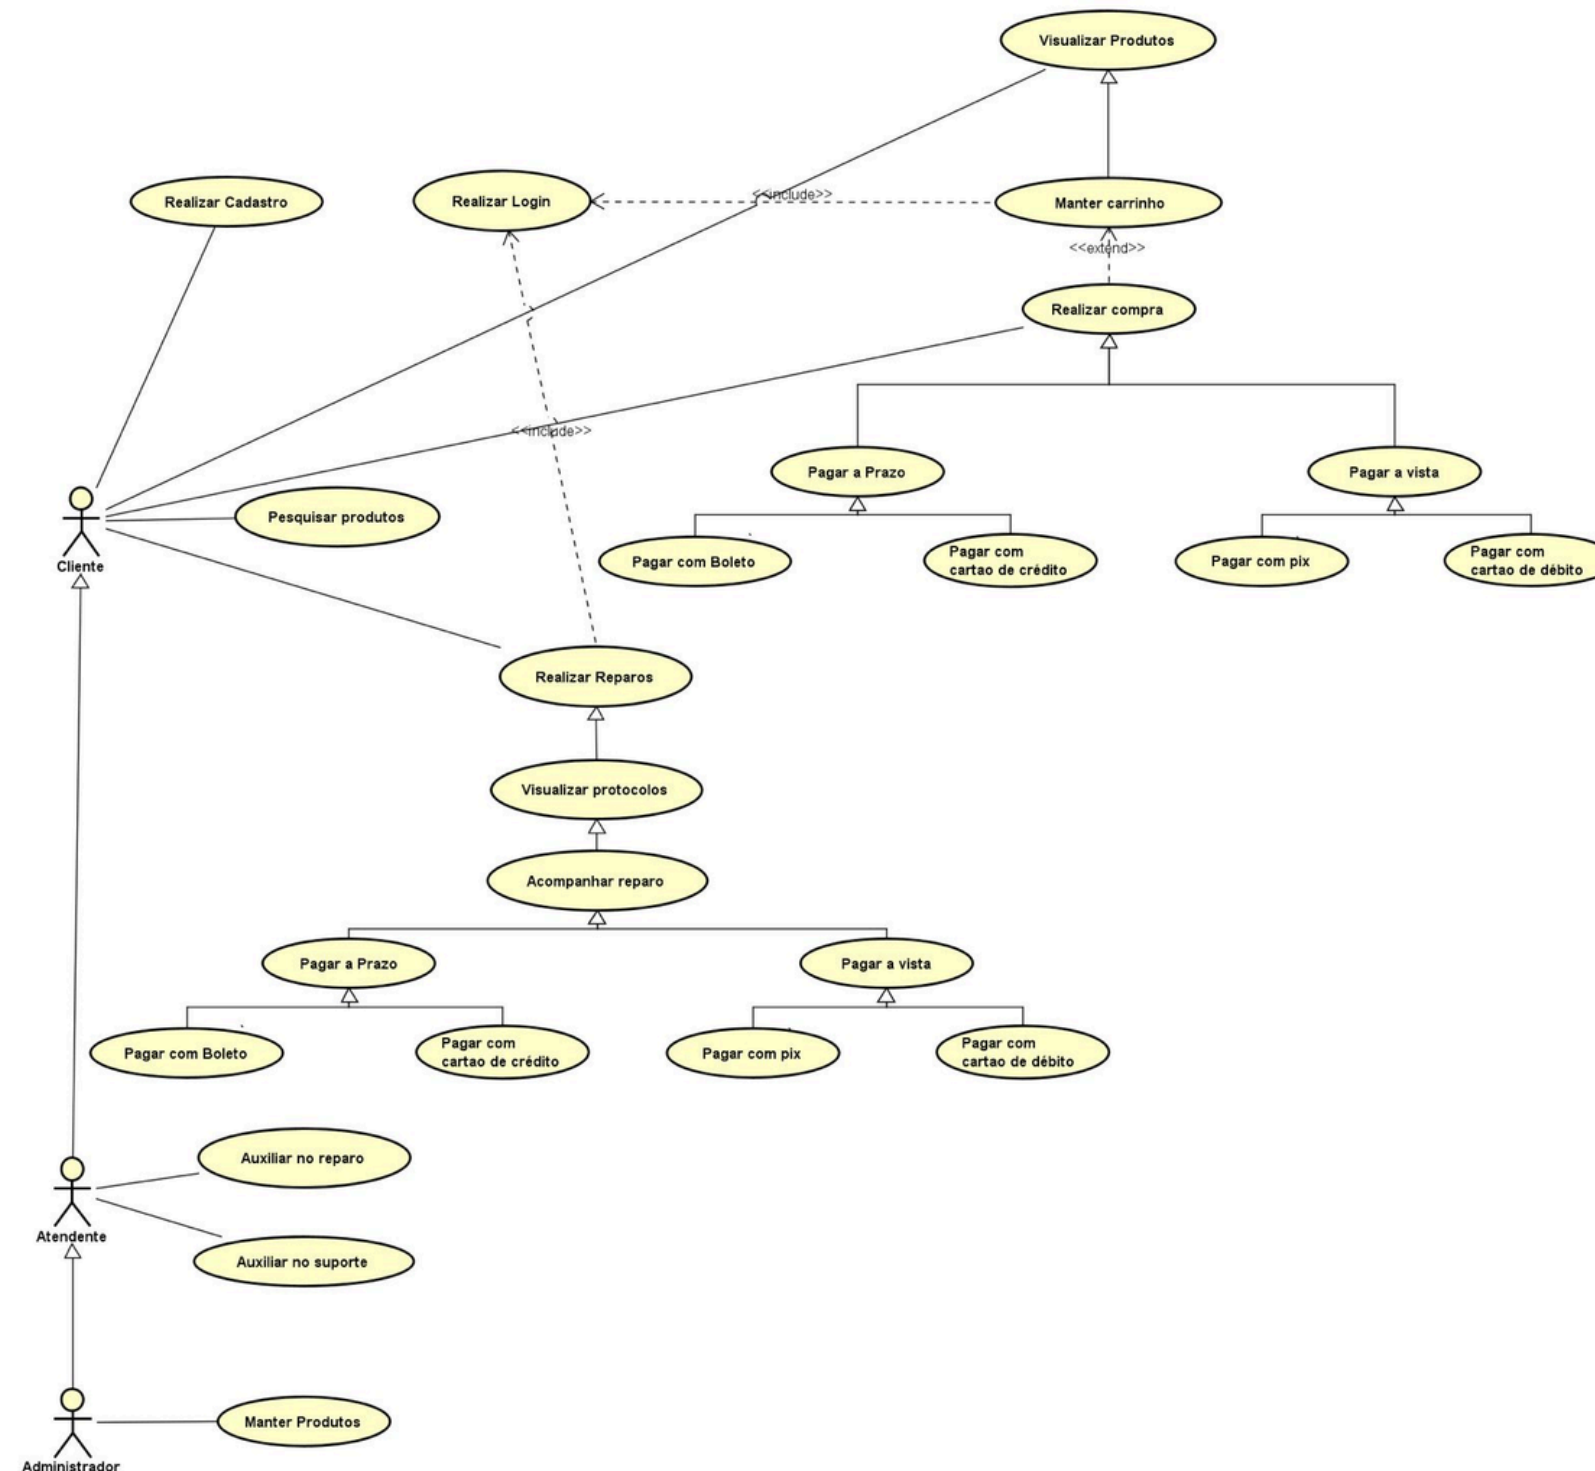 Visualizar Produtos
Realizar Cadastro
Realizar Login
<<include>>
Manter carrinho
<<extend>>
Realizar compra
<<include>>
Pagar a Prazo
Pagar a vista
Pesquisar produtos
Cliente
Pagar com Boleto
Pagar com
cartao de crédito
Pagar com pix
Pagar com
cartao de débito
Realizar Reparos
Visualizar protocolos
Acompanhar reparo
Pagar a Prazo
Pagar a vista
Pagar com Boleto
Pagar com
cartao de crédito
Pagar com pix
Pagar com
cartao de débito
Auxiliar no reparo
Atendente
Auxiliar no suporte
Manter Produtos
Administrador